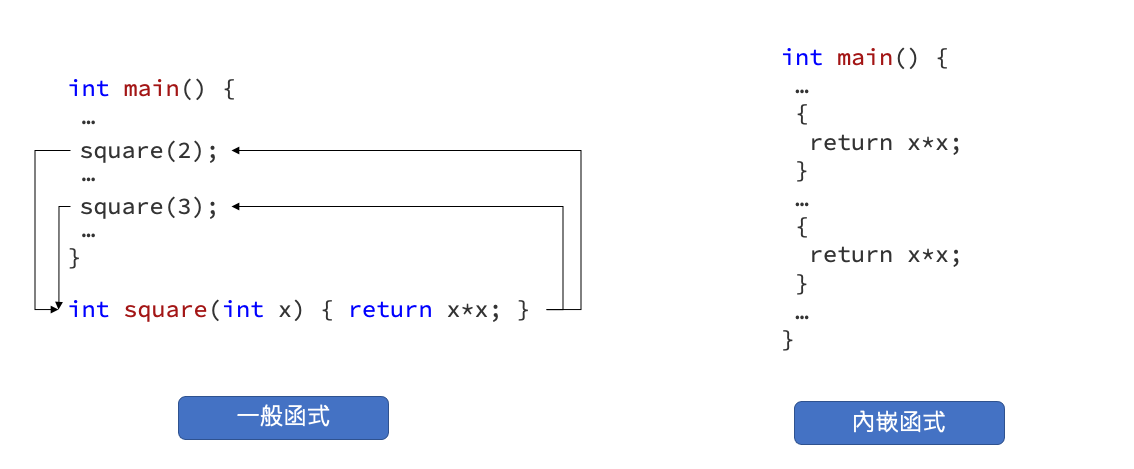 int main() {
…
square(2);
…
square(3);
…
}
int square(int x) { return x*x; }
一般函式
int main() {
…
{
return x*x;
}
…
{
return x*x;
}
…
}
內嵌函式